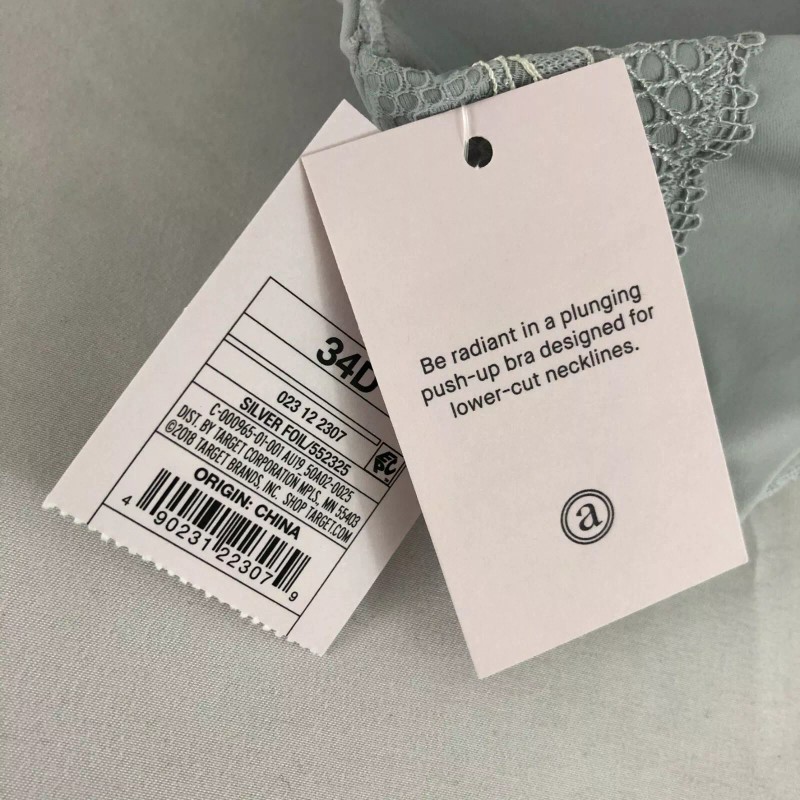 34D
023 12 2307
SILVER FOIL/552325
C-000965-01-001 AU19 50A02-0025
DIST. BY TARGET CORPORATION MPLS., MN 55403
©2018 TARGET BRANDS, INC. SHOP TARGET.COM
ORIGIN: CHINA
4 90231 22307 9
Be radiant in a plunging
push-up bra designed for
lower-cut necklines.
a